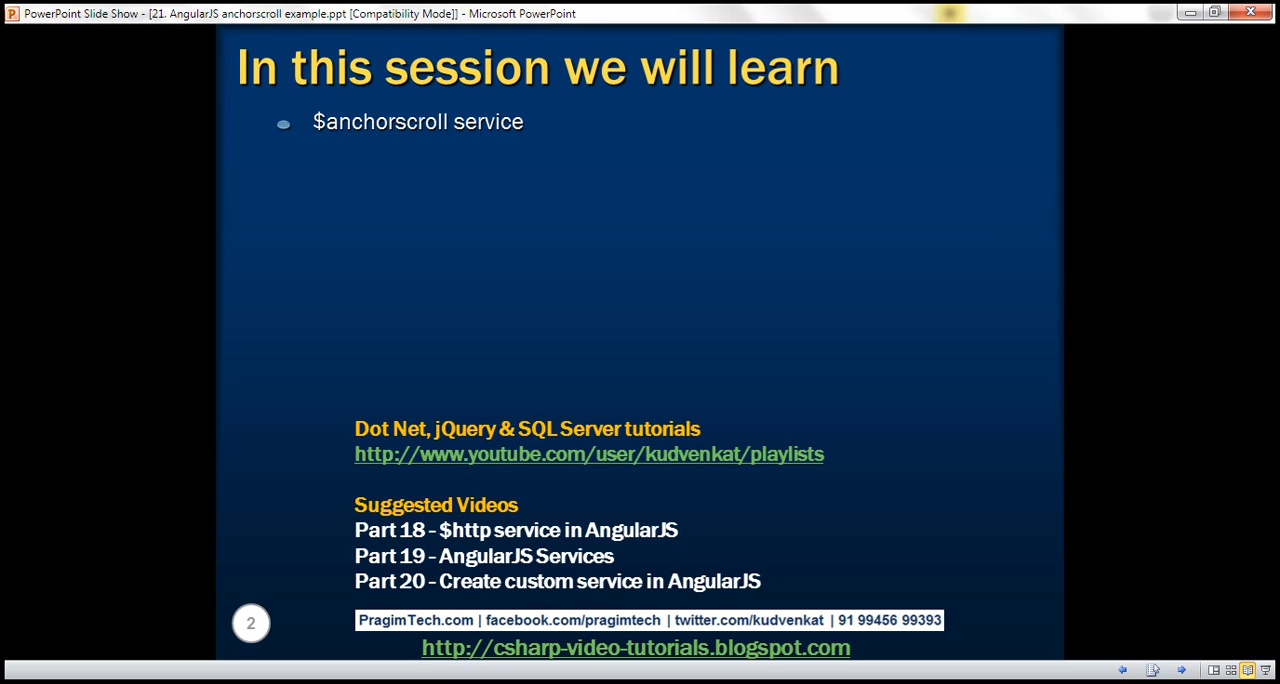 PowerPoint Slide Show - [21. AngularJS anchorscroll example.ppt [Compatibility Mode]] - Microsoft PowerPoint
In this session we will learn
$anchorscroll service
Dot Net, jQuery & SQL Server tutorials
http://www.youtube.com/user/kudvenkat/playlists
Suggested Videos
Part 18 - $http service in AngularJS
Part 19 - AngularJS Services
Part 20 - Create custom service in AngularJS
2
PragimTech.com | facebook.com/pragimtech | twitter.com/kudvenkat | 91 99456 99393
http://csharp-video-tutorials.blogspot.com